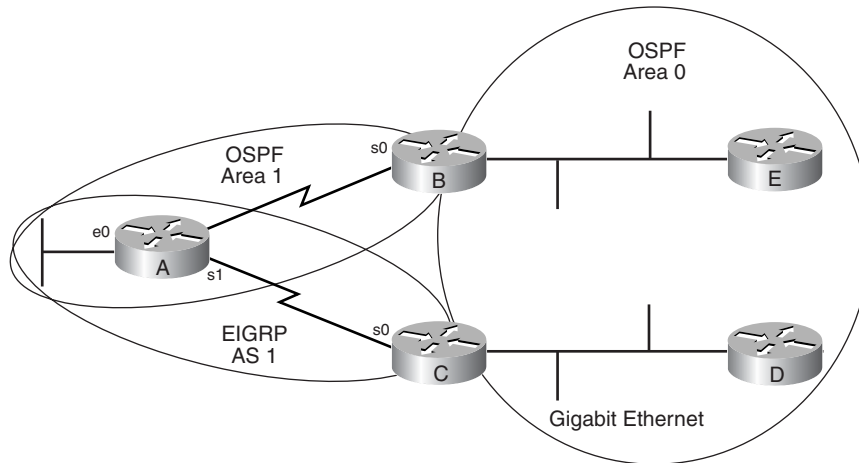 OSPF
Area 0
s0
OSPF
Area 1
B
E
e0
A
s1
s0
EIGRP
AS 1
C
D
Gigabit Ethernet